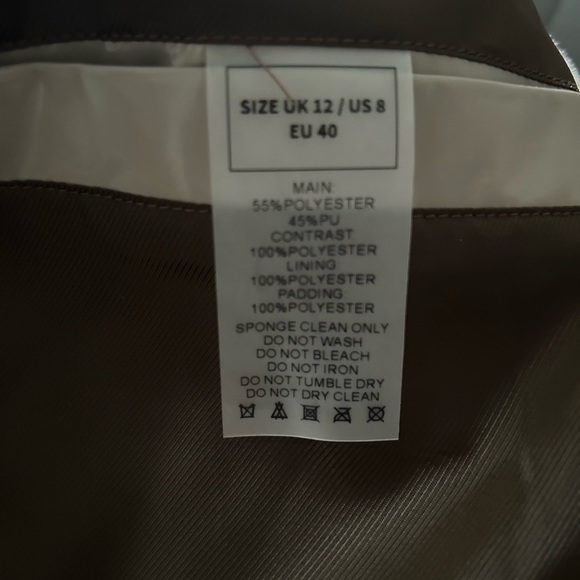 SIZE UK 12 / US 8
EU 40
MAIN:
55%POLYESTER
45%PU
CONTRAST:
100%POLYESTER
LINING:
100%POLYESTER
PADDING:
100%POLYESTER
SPONGE CLEAN ONLY
DO NOT WASH
DO NOT BLEACH
DO NOT IRON
DO NOT TUMBLE DRY
DO NOT DRY CLEAN